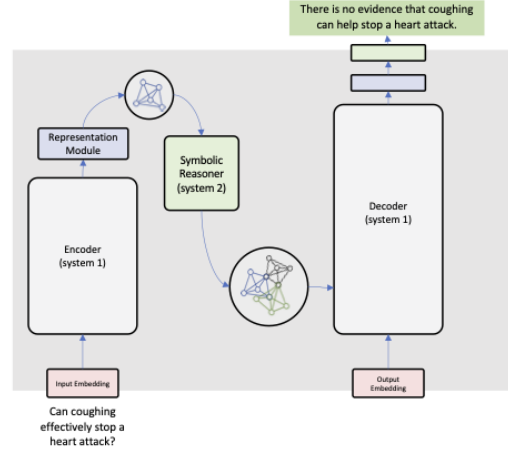 There is no evidence that coughing
can help stop a heart attack.
Representation
Module
Symbolic
Reasoner
(system 2)
Encoder
(system 1)
Decoder
(system 1)
Input Embedding
Output
Embedding
Can coughing
effectively stop a
heart attack?